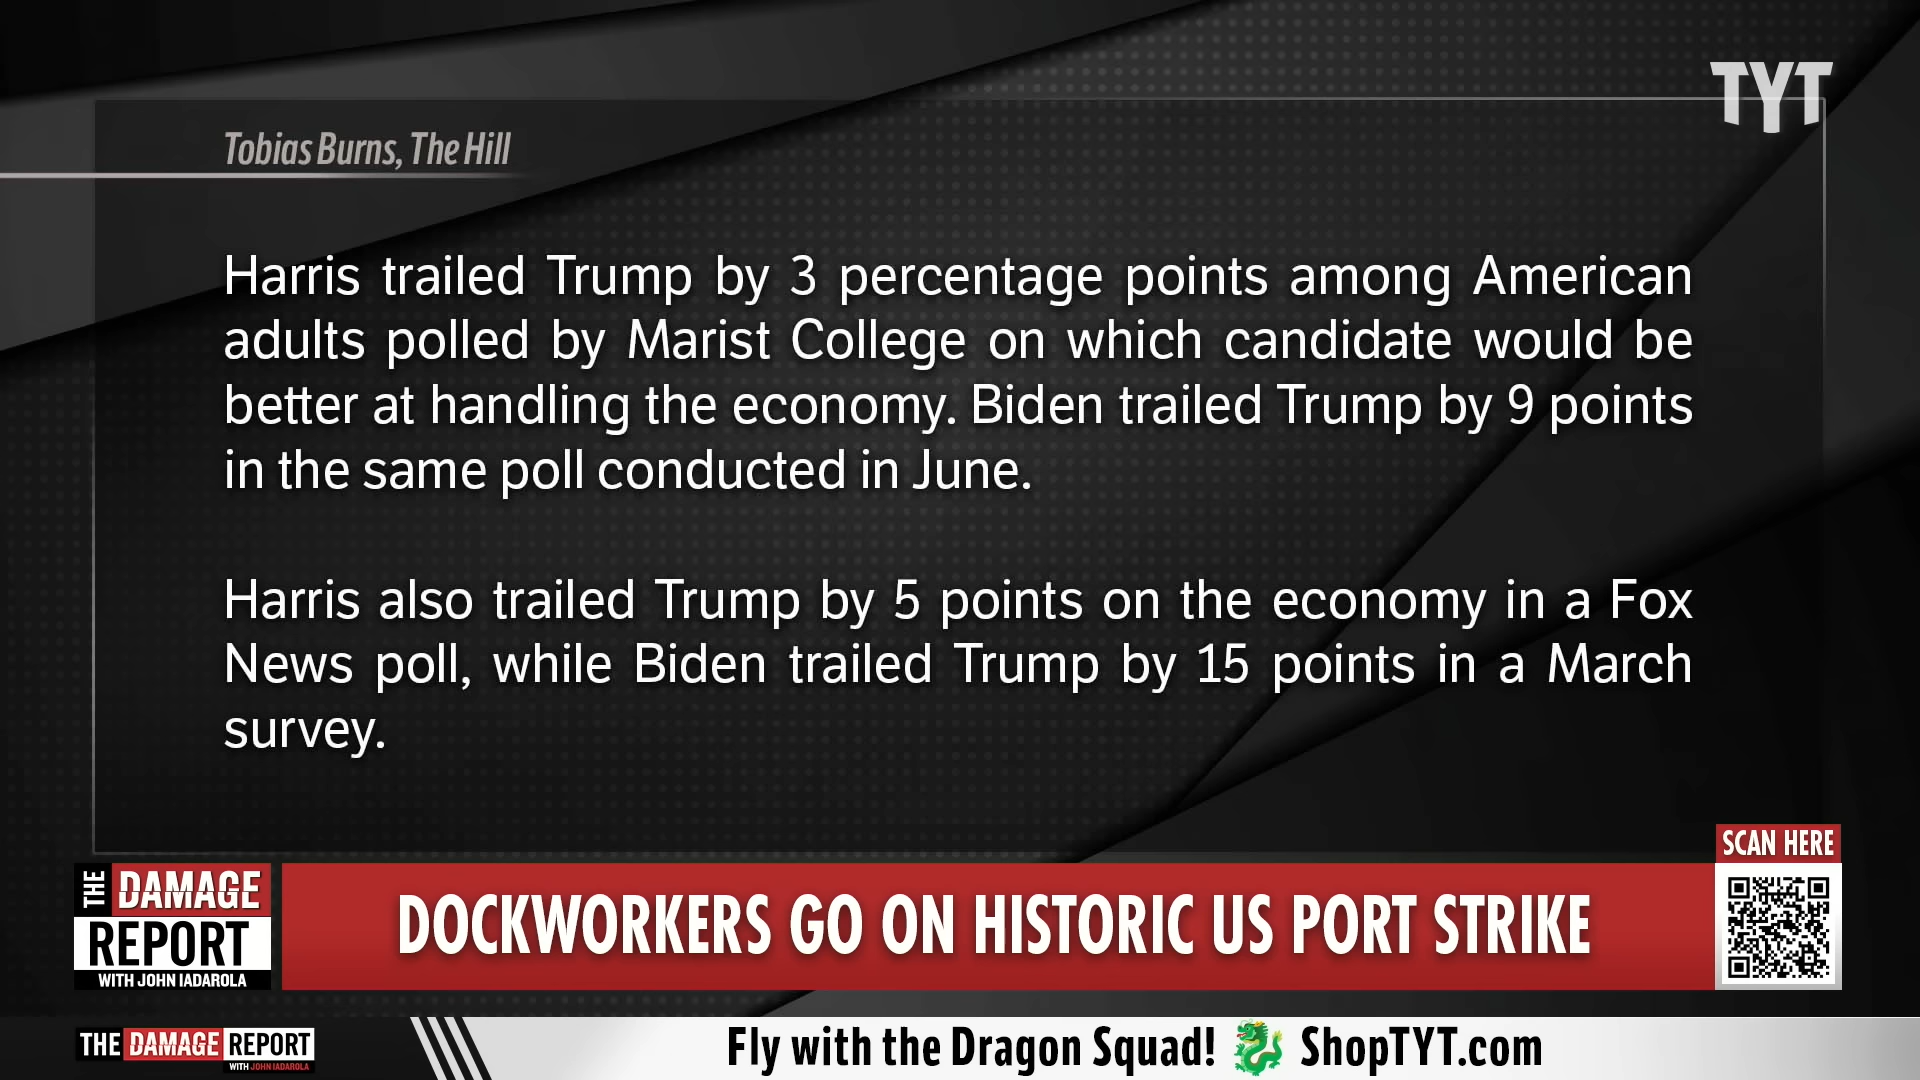 TYT
Tobias Burns, The Hill
Harris trailed Trump by 3 percentage points among American
adults polled by Marist College on which candidate would be
better at handling the economy. Biden trailed Trump by 9 points
in the same poll conducted in June.
Harris also trailed Trump by 5 points on the economy in a Fox
News poll, while Biden trailed Trump by 15 points in a March
survey.
SCAN HERE
THE DAMAGE
REPORT
WITH JOHN IADAROLA
DOCKWORKERS GO ON HISTORIC US PORT STRIKE
THE DAMAGE REPORT
WITH JOHN IADAROLA
Fly with the Dragon Squad! 🐉 ShopTYT.com